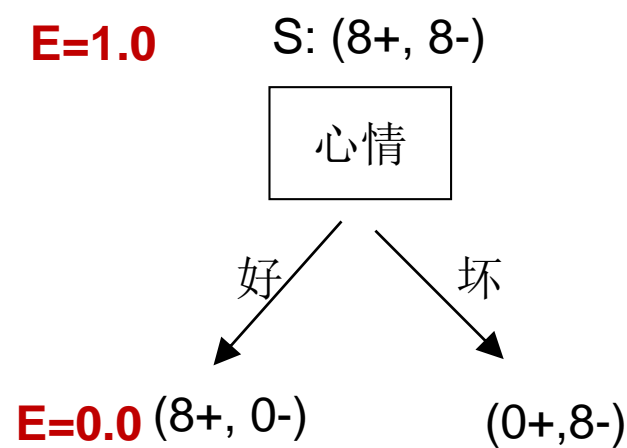 E=1.0 S: (8+, 8-)
心情
好 坏
E=0.0 (8+, 0-) (0+,8-)